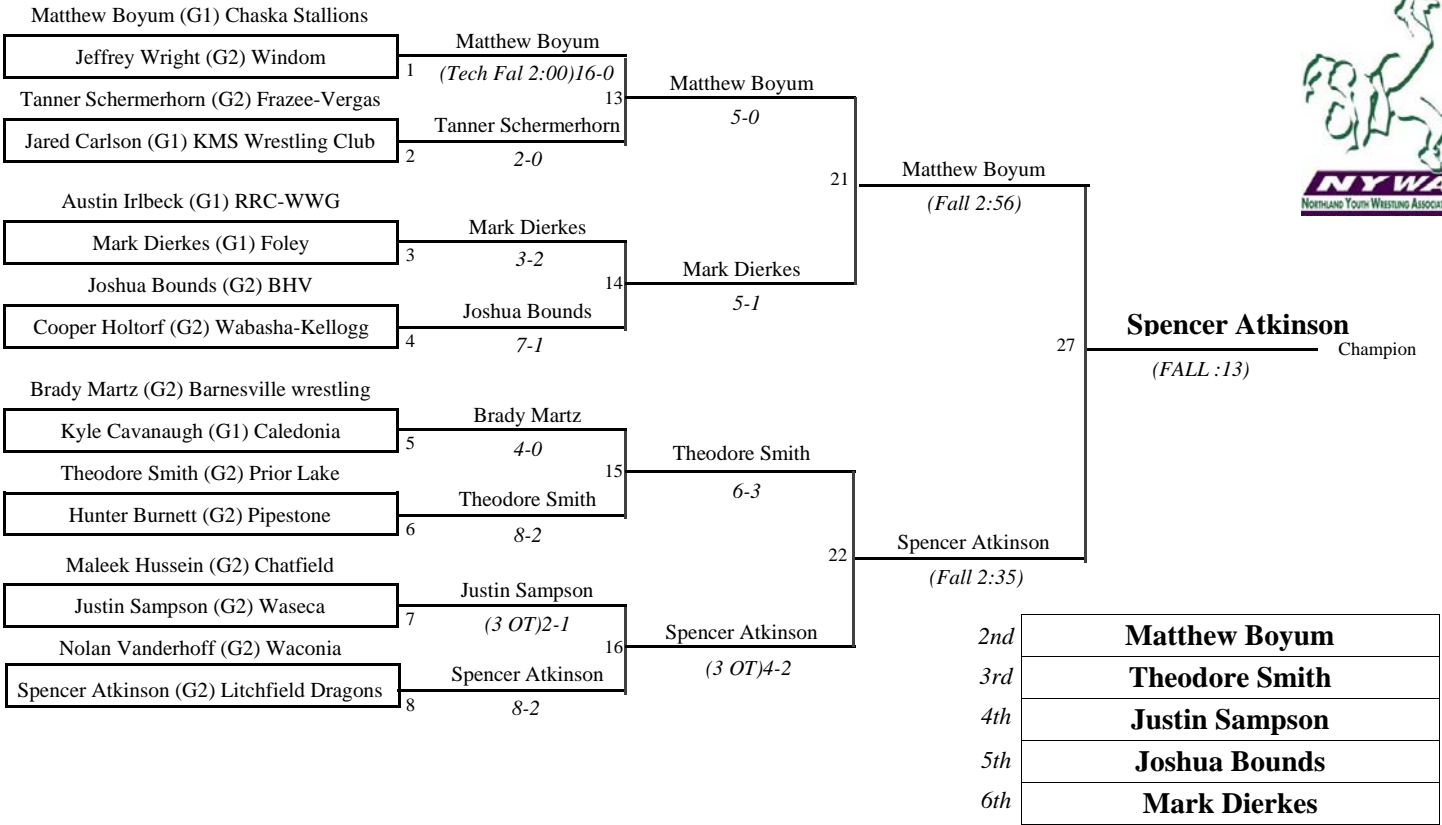 Matthew Boyum (G1) Chaska Stallions
Jeffrey Wright (G2) Windom
1
Tanner Schermerhorn (G2) Frazee-Vergas
Jared Carlson (G1) KMS Wrestling Club
2
Austin Irlbeck (G1) RRC-WWG
Mark Dierkes (G1) Foley
3
Joshua Bounds (G2) BHV
Cooper Holtorf (G2) Wabasha-Kellogg
4
Brady Martz (G2) Barnesville wrestling
Kyle Cavanaugh (G1) Caledonia
5
Theodore Smith (G2) Prior Lake
Hunter Burnett (G2) Pipestone
6
Maleek Hussein (G2) Chatfield
Justin Sampson (G2) Waseca
7
Nolan Vanderhoff (G2) Waconia
Spencer Atkinson (G2) Litchfield Dragons
8
Matthew Boyum
(Tech Fal 2:00)16-0
13
Tanner Schermerhorn
2-0
Mark Dierkes
3-2
14
Joshua Bounds
7-1
Brady Martz
4-0
15
Theodore Smith
8-2
Justin Sampson
(3 OT)2-1
16
Spencer Atkinson
8-2
Matthew Boyum
5-0
21
Mark Dierkes
5-1
Theodore Smith
6-3
22
Spencer Atkinson
(3 OT)4-2
Matthew Boyum
(Fall 2:56)
27
Spencer Atkinson
(Fall 2:35)
Spencer Atkinson
Champion
(FALL :13)
NYWA
NORTHLAND YOUTH WRESTLING
2nd Matthew Boyum
3rd Theodore Smith
4th Justin Sampson
5th Joshua Bounds
6th Mark Dierkes